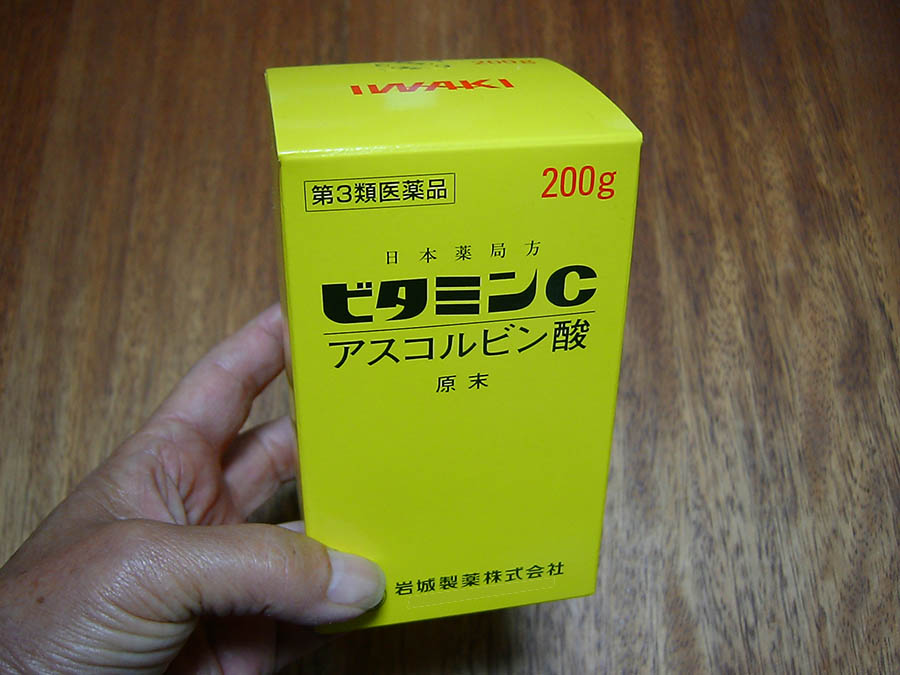 200g
IWAKI
第3類医薬品
200g
日本薬局方
ビタミンC
アスコルビン酸
原末
岩城製薬株式会社